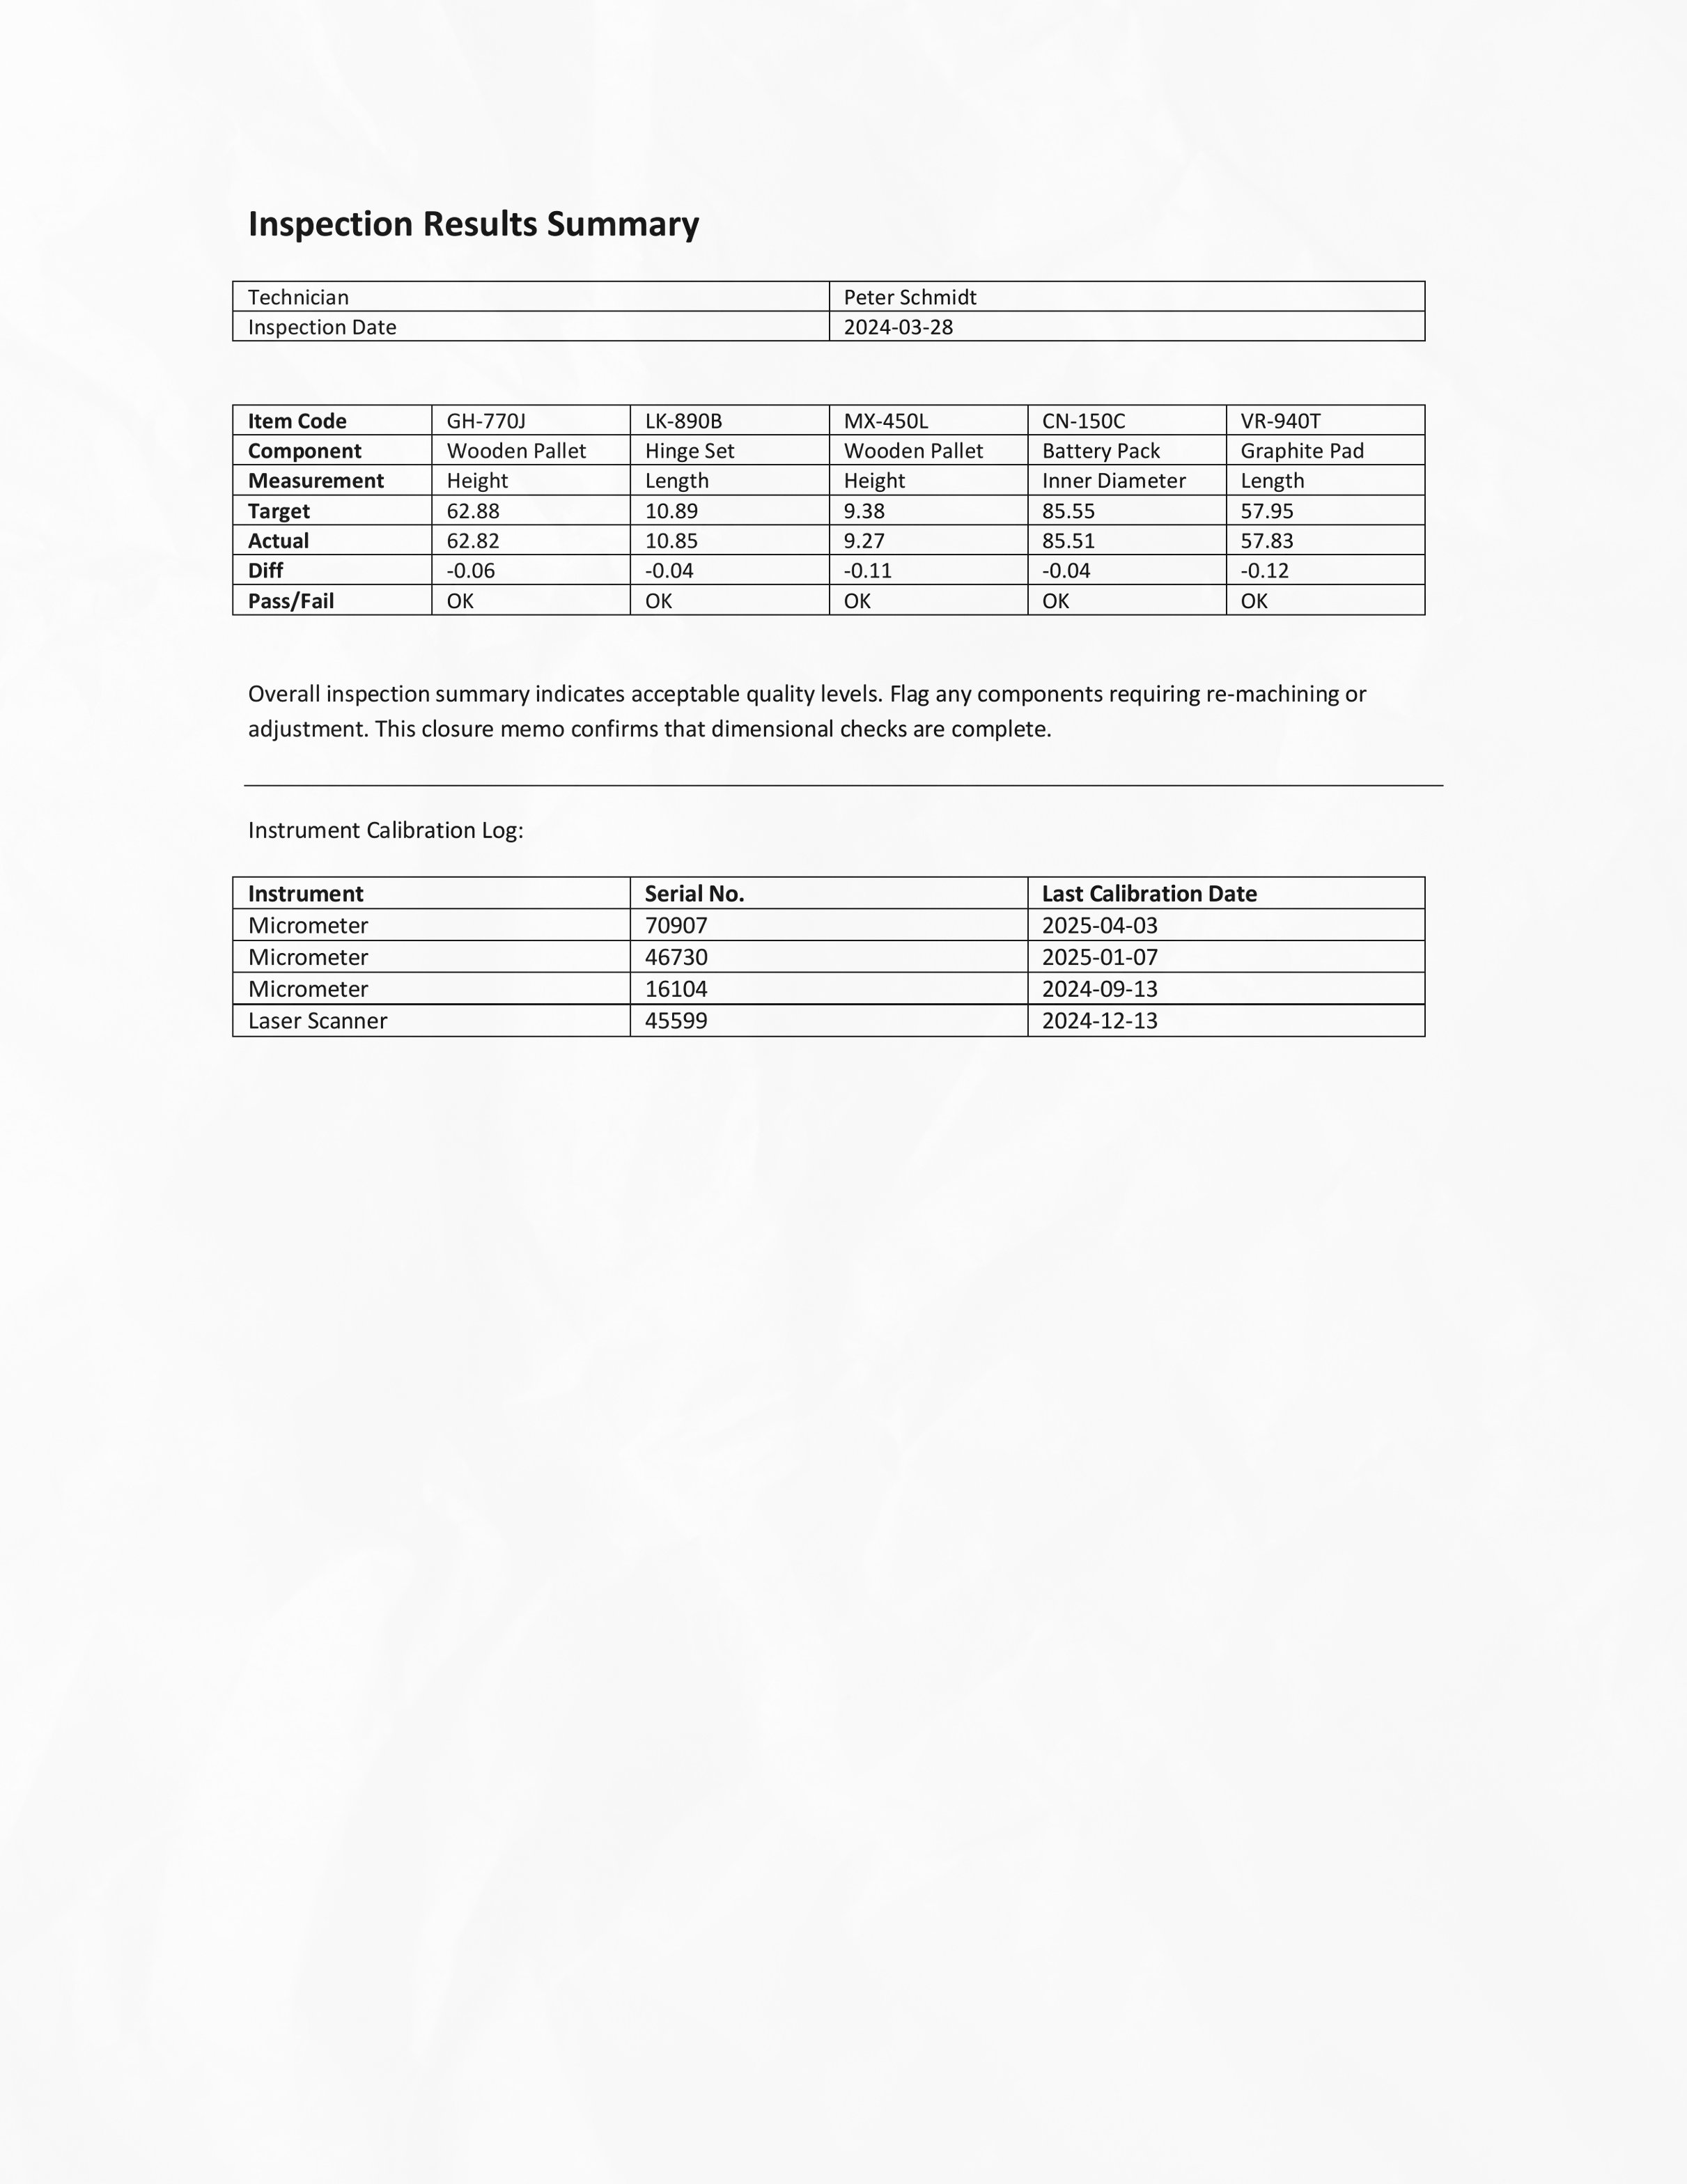 Inspection Results Summary
Technician Peter Schmidt
Inspection Date 2024-03-28
Item Code GH-770J LK-890B MX-450L CN-150C VR-940T
Component Wooden Pallet Hinge Set Wooden Pallet Battery Pack Graphite Pad
Measurement Height Length Height Inner Diameter Length
Target 62.88 10.89 9.38 85.55 57.95
Actual 62.82 10.85 9.27 85.51 57.83
Diff -0.06 -0.04 -0.11 -0.04 -0.12
Pass/Fail OK OK OK OK OK
Overall inspection summary indicates acceptable quality levels. Flag any components requiring re-machining or
adjustment. This closure memo confirms that dimensional checks are complete.
Instrument Calibration Log:
Instrument Serial No. Last Calibration Date
Micrometer 70907 2025-04-03
Micrometer 46730 2025-01-07
Micrometer 16104 2024-09-13
Laser Scanner 45599 2024-12-13